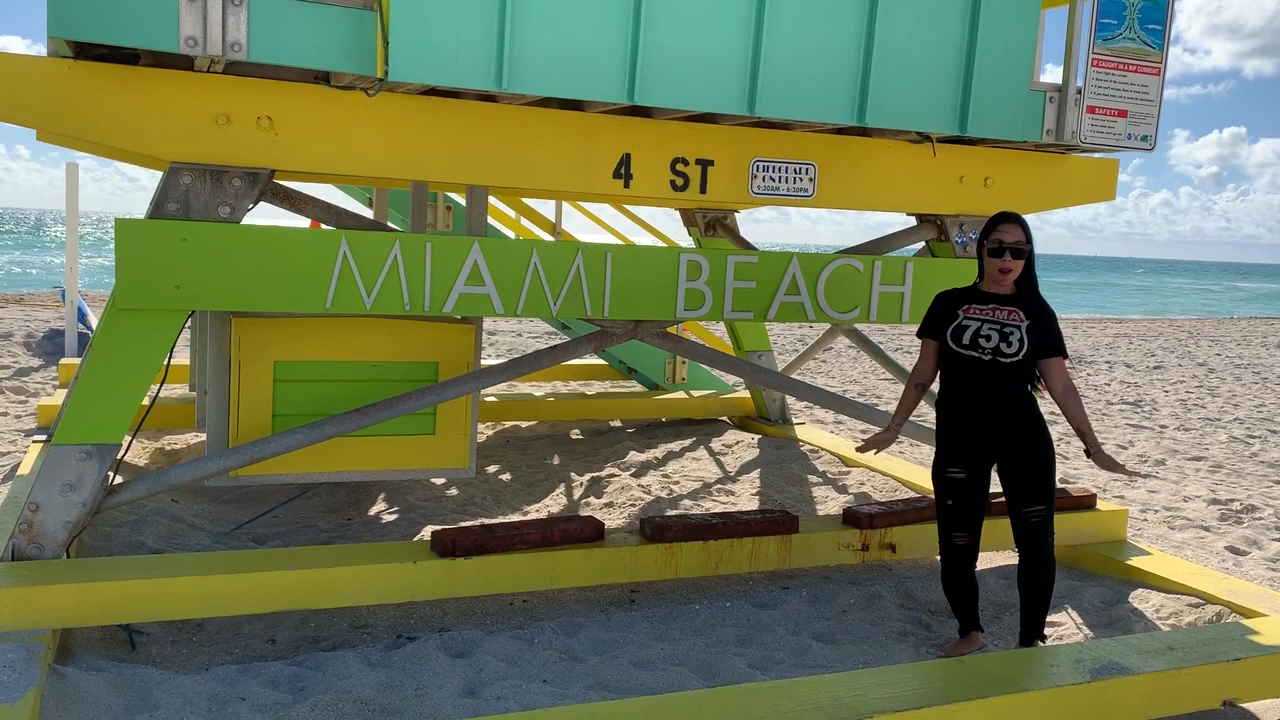 IF CAUGHT IN A RIP CURRENT
SAFETY
4 ST
LIFEGUARD
ON DUTY
9:30AM - 6:30PM
MIAMI BEACH
ROMA
753